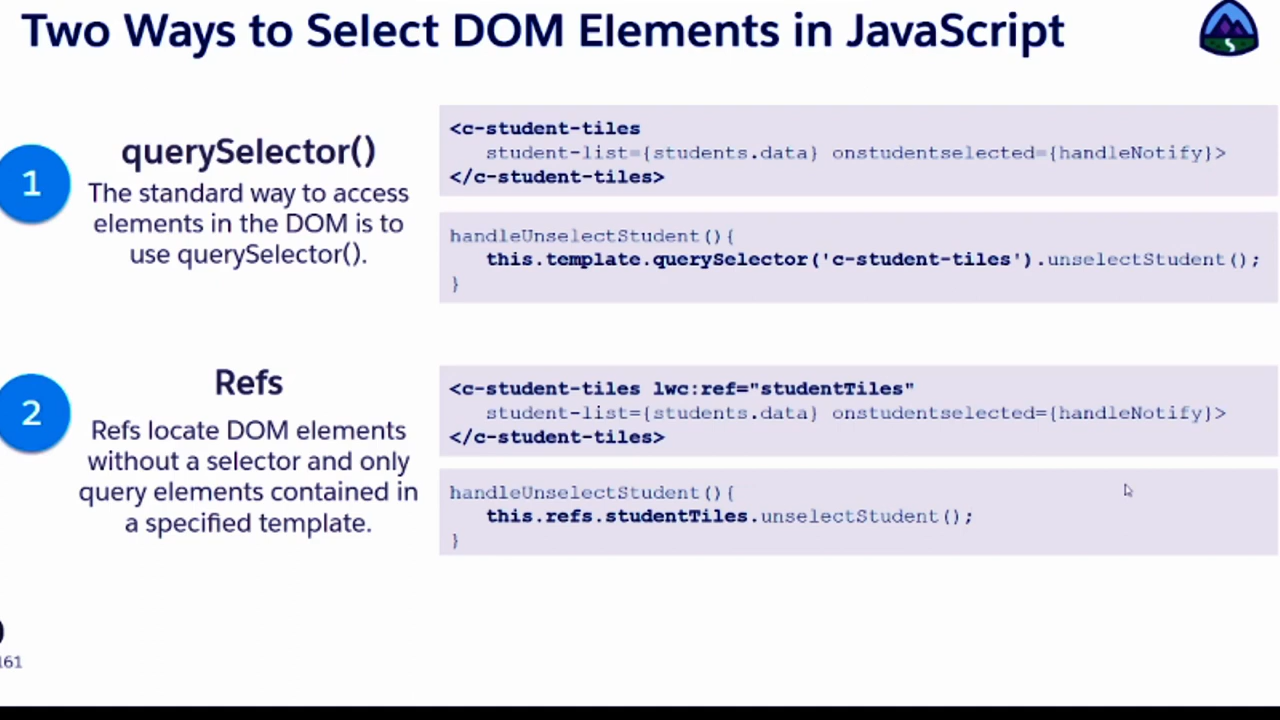 Two Ways to Select DOM Elements in JavaScript
1
querySelector()
The standard way to access
elements in the DOM is to
use querySelector().
<c-student-tiles
student-list={students.data} onstudentselected={handleNotify}>
</c-student-tiles>
handleUnselectStudent(){
this.template.querySelector('c-student-tiles').unselectStudent();
}
2
Refs
Refs locate DOM elements
without a selector and only
query elements contained in
a specified template.
<c-student-tiles lwc:ref="studentTiles"
student-list={students.data} onstudentselected={handleNotify}>
</c-student-tiles>
handleUnselectStudent(){
this.refs.studentTiles.unselectStudent();
}
161